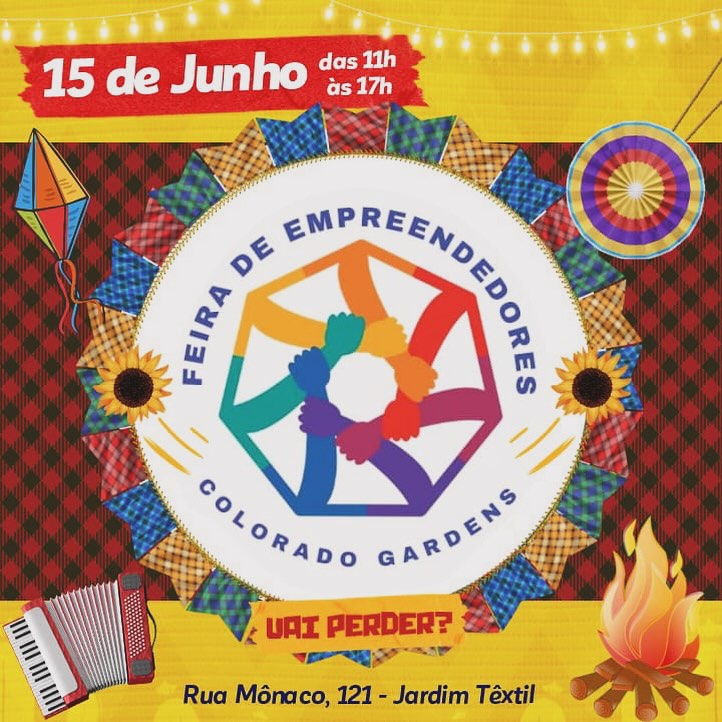 15 de Junho
das 11h
às 17h
FEIRA DE EMPREENDEDORES
COLORADO GARDENS
VAI PERDER?
Rua Mônaco, 121 - Jardim Têxtil